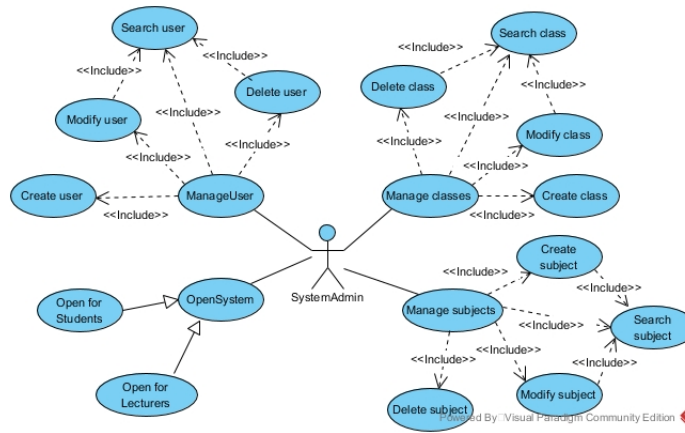 Search user
Search class
<<Include>>
<<Include>>
<<Include>>
Delete user
Delete class
<<Include>>
Modify user
<<Include>>
Modify class
<<Include>>
<<Include>>
<<Include>>
<<Include>>
<<Include>>
<<Include>>
Create user
ManageUser
Manage classes
Create class
<<Include>>
<<Include>>
Create
subject
<<Include>>
<<Include>>
SystemAdmin
Open for
Students
OpenSystem
Manage subjects
Search
subject
<<Include>>
<<Include>>
<<Include>>
<<Include>>
Open for
Lecturers
Delete subject
Modify subject
Powered By Visual Paradigm Community Edition